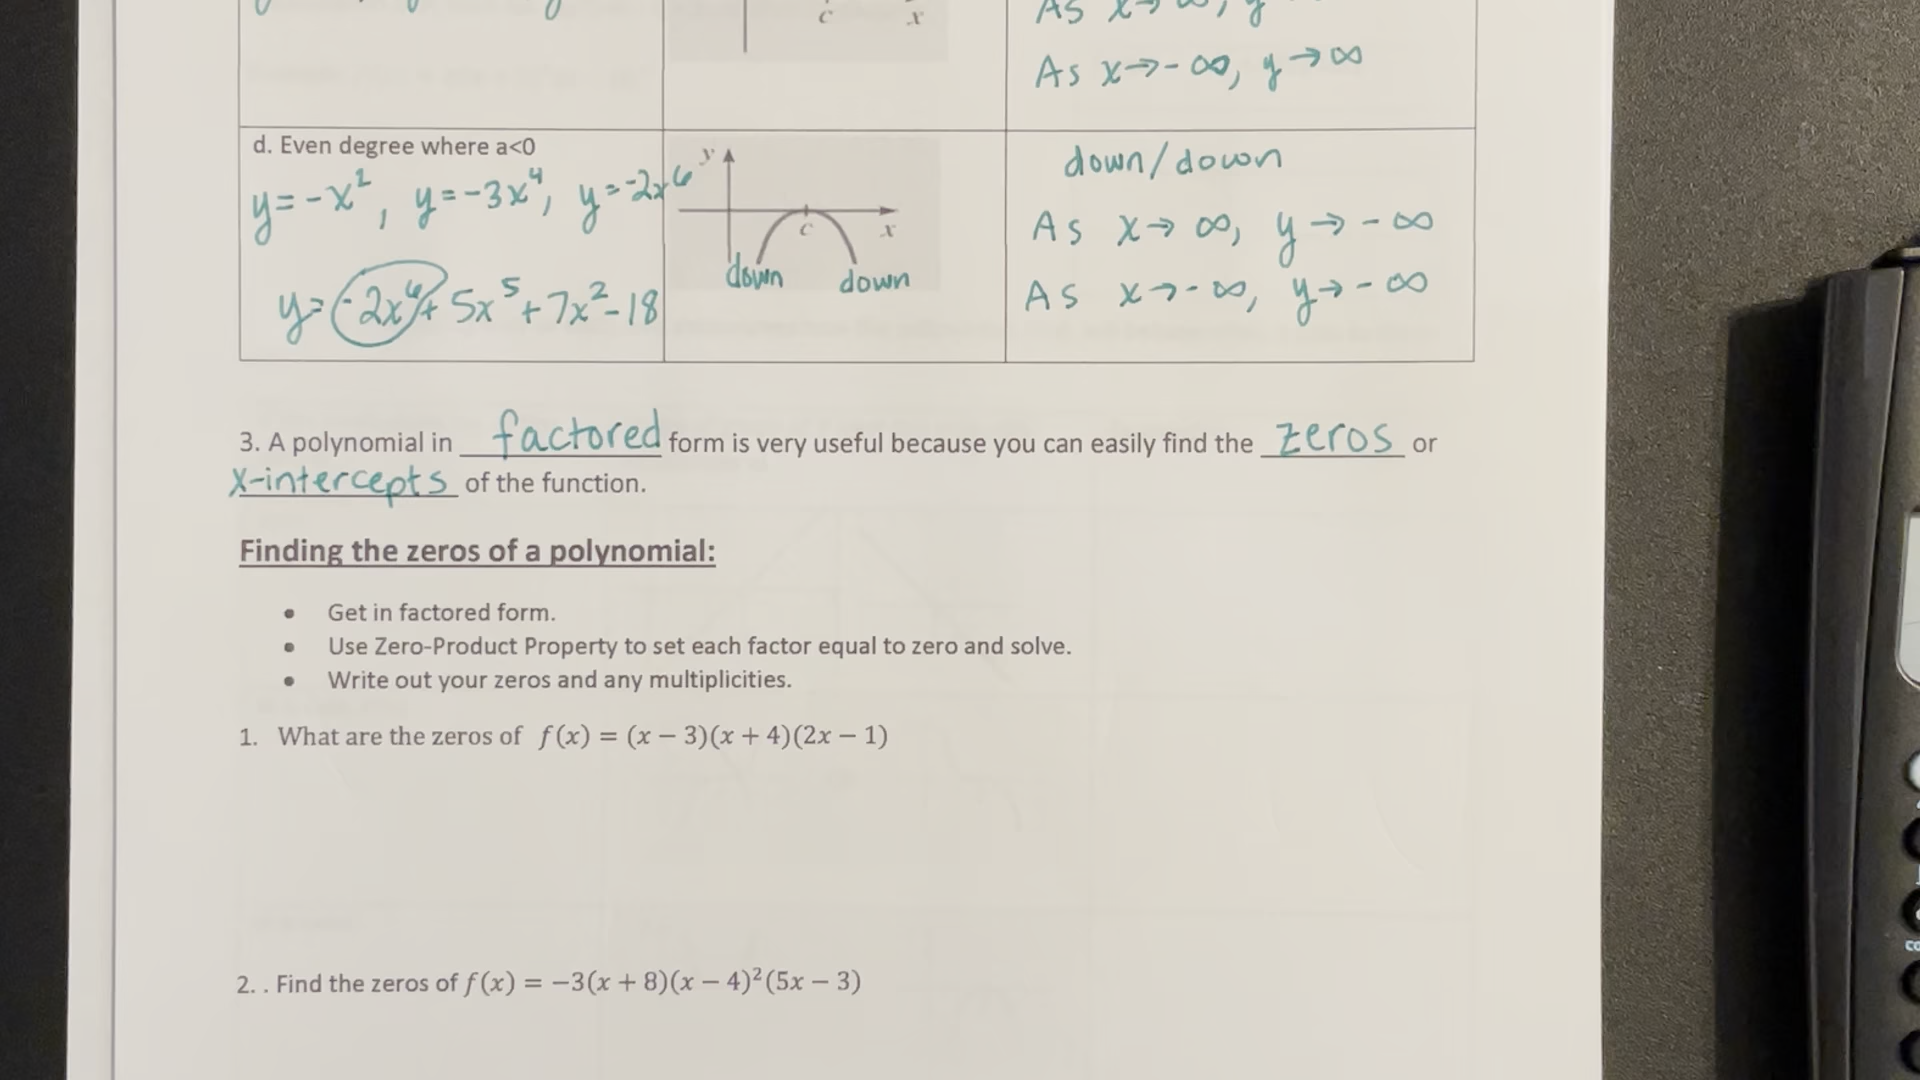 c x
As x→∞, y
As x→-∞, y→∞
d. Even degree where a<0
y=-x², y=-3x⁴, y=-2x⁶
y=-2x⁶+5x⁵+7x²-18
y
c x
down down
down/down
As x→∞, y→-∞
As x→-∞, y→-∞
3. A polynomial in factored form is very useful because you can easily find the zeros or
x-intercepts of the function.
Finding the zeros of a polynomial:
• Get in factored form.
• Use Zero-Product Property to set each factor equal to zero and solve.
• Write out your zeros and any multiplicities.
1. What are the zeros of f(x) = (x − 3)(x + 4)(2x − 1)
2. . Find the zeros of f(x) = −3(x + 8)(x − 4)²(5x − 3)